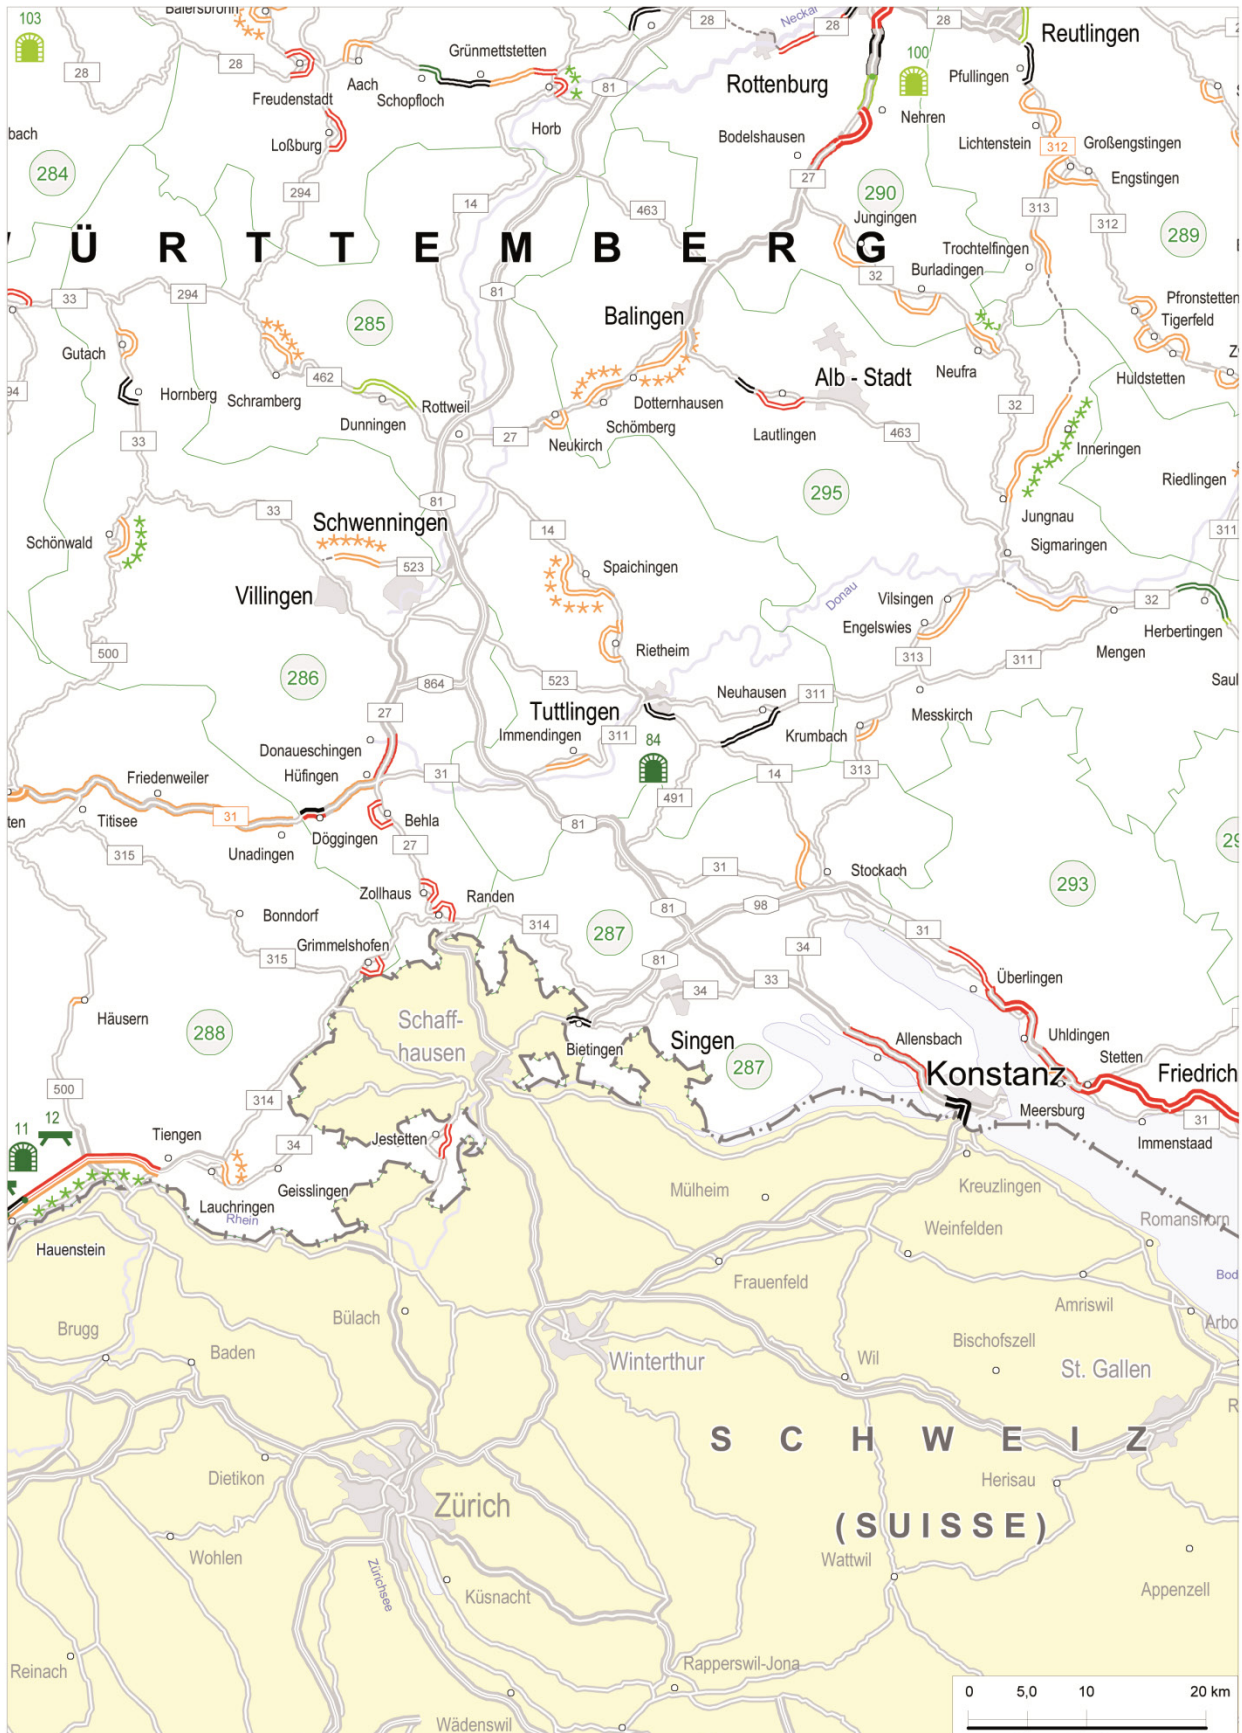 103
Baiersbronn
28
28
Freudenstadt
Aach
Schopfloch
Grünmettstetten
81
Horb
28
Neckar
28
28
Rottenburg
Reutlingen
100
Pfullingen
Nehren
Bodelshausen
Lichtenstein
312
Großengstingen
Engstingen
bach
284
Loßburg
294
14
463
27
290
Jungingen
313
312
289
Ü R T T E M B E R G
Trochtelfingen
32
Burladingen
33
294
285
81
Balingen
Pfronstetten
Tigerfeld
Gutach
Hornberg
Schramberg
462
Dunningen
Rottweil
Dotternhausen
Schömberg
Neukirch
27
Alb - Stadt
Lautlingen
463
Neufra
32
Huldstetten
94
33
Inneringen
Riedlingen
295
81
33
Schwenningen
14
Jungnau
311
Schönwald
523
Spaichingen
Sigmaringen
Villingen
Donau
Vilsingen
32
Engelswies
Herbertingen
500
Rietheim
313
311
Mengen
286
864
523
Neuhausen
311
Saul
27
Tuttlingen
Messkirch
Immendingen
311
84
Krumbach
Donaueschingen
Hüfingen
31
14
313
Friedenweiler
491
ten
Titisee
31
Döggingen
Behla
81
Unadingen
27
315
31
Stockach
293
Zollhaus
Randen
98
Bonndorf
314
287
81
31
Grimmelshofen
315
81
34
33
34
Überlingen
Häusern
288
Schaff-
hausen
Bietingen
Singen
287
Allensbach
Uhldingen
Stetten
Konstanz
Friedrich
500
314
Meersburg
31
Immenstaad
11
12
Tiengen
34
Jestetten
Geisslingen
Lauchringen
Rhein
Hauenstein
Mülheim
Kreuzlingen
Weinfelden
Romanshorn
Bod
Frauenfeld
Amriswil
Arbo
Brugg
Bülach
Baden
Winterthur
Wil
Bischofszell
St. Gallen
R
S C H W E I Z
Dietikon
Herisau
Zürich
(SUISSE)
Wohlen
Wattwil
Zürichsee
Küsnacht
Appenzell
Reinach
Rapperswil-Jona
Wädenswil
0 5,0 10 20 km